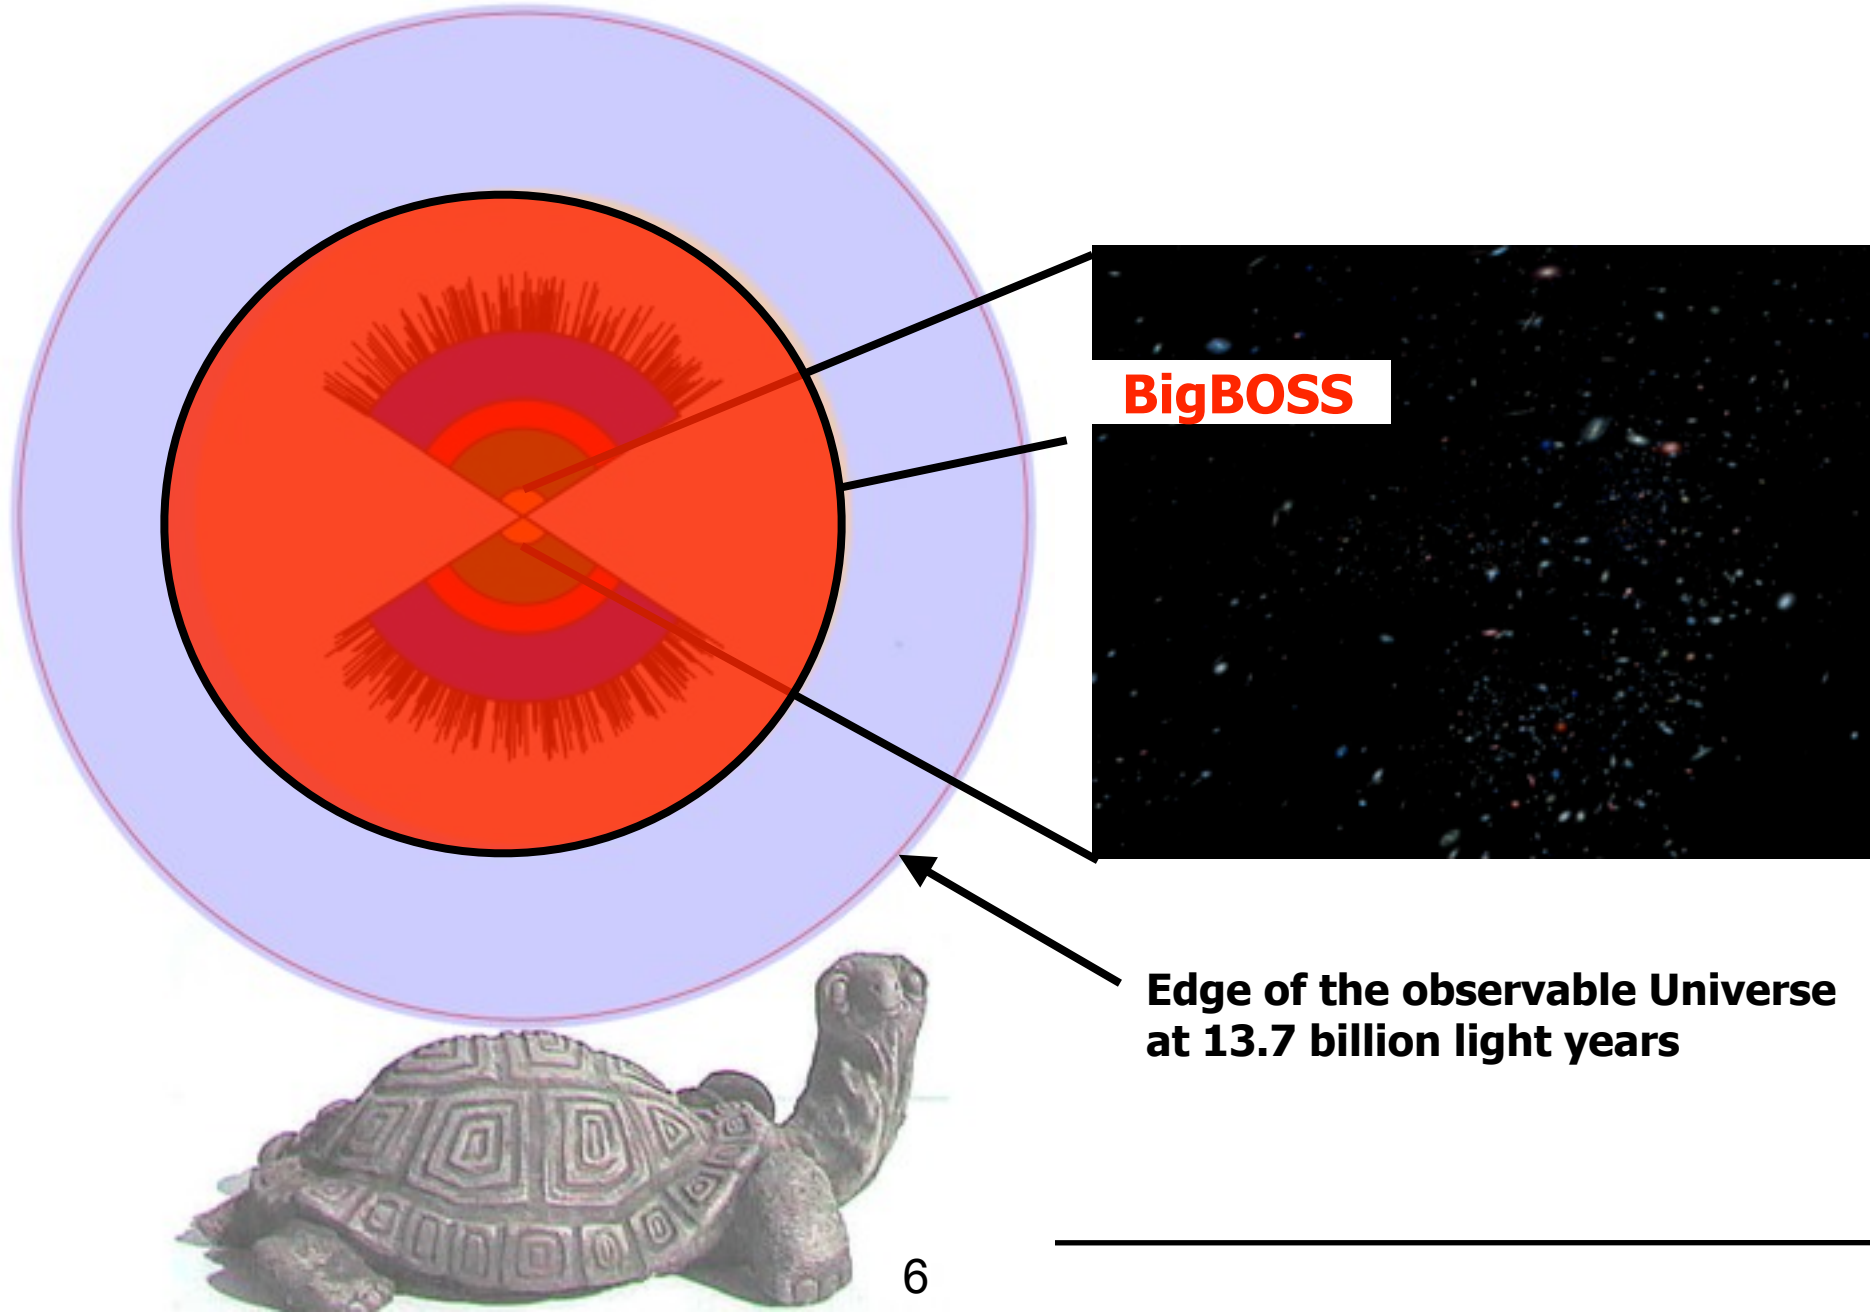 BigBOSS
Edge of the observable Universe
at 13.7 billion light years
6